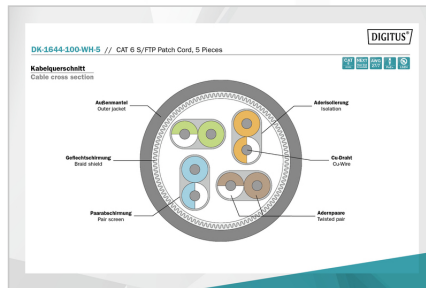 DIGITUS®
DK-1644-100-WH-5 // CAT 6 S/FTP Patch Cord, 5 Pieces
Kabelquerschnitt
Cable cross section
Außenmantel
Outer jacket
Aderisolierung
Isolation
Geflechtschirmung
Braid shield
Cu-Draht
Cu-Wire
Paarabschirmung
Pair screen
Adernpaare
Twisted pair